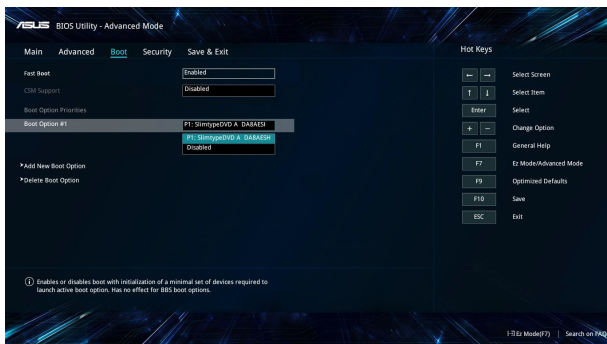 ASUS BIOS Utility - Advanced Mode
Main Advanced Boot Security Save & Exit
Hot Keys
Fast Boot Enabled
CSM Support Disabled
Boot Option Priorities
Boot Option #1 P1: SlimtypeDVD A DA8AESI
P1: SlimtypeDVD A DA8AESH
Disabled
Add New Boot Option
Delete Boot Option
← → Select Screen
↑ ↓ Select Item
Enter Select
+ − Change Option
F1 General Help
F7 Ez Mode/Advanced Mode
F9 Optimized Defaults
F10 Save
ESC Exit
Enables or disables boot with initialization of a minimal set of devices required to
launch active boot option. Has no effect for BBS boot options.
Ez Mode(F7) | Search on FAQ